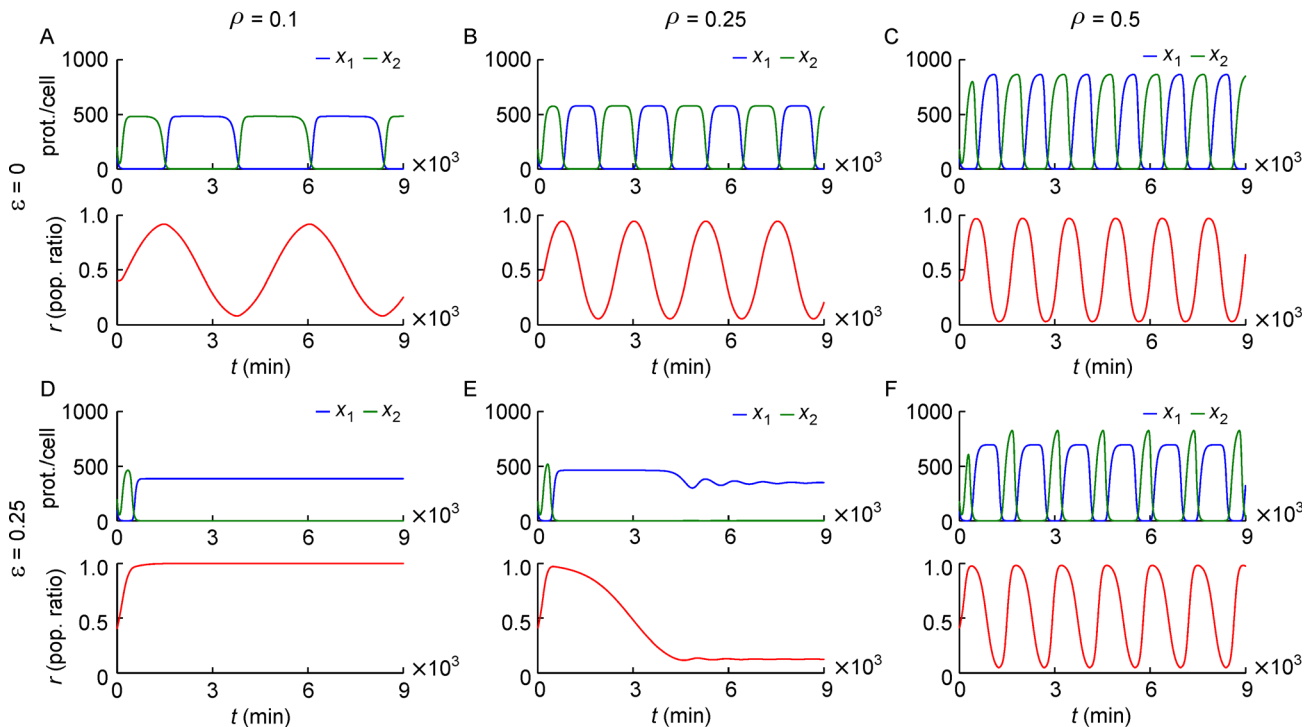 ρ = 0.1
ρ = 0.25
ρ = 0.5
ε = 0
A
x1 x2
prot./cell
1000
500
0
0 3 6 9
×10³
r (pop. ratio)
1.0
0.5
0
0 3 6 9
×10³
t (min)
B
x1 x2
1000
500
0
0 3 6 9
×10³
1.0
0.5
0
0 3 6 9
×10³
t (min)
C
x1 x2
1000
500
0
0 3 6 9
×10³
1.0
0.5
0
0 3 6 9
×10³
t (min)
ε = 0.25
D
x1 x2
prot./cell
1000
500
0
0 3 6 9
×10³
r (pop. ratio)
1.0
0.5
0
0 3 6 9
×10³
t (min)
E
x1 x2
1000
500
0
0 3 6 9
×10³
1.0
0.5
0
0 3 6 9
×10³
t (min)
F
x1 x2
1000
500
0
0 3 6 9
×10³
1.0
0.5
0
0 3 6 9
×10³
t (min)